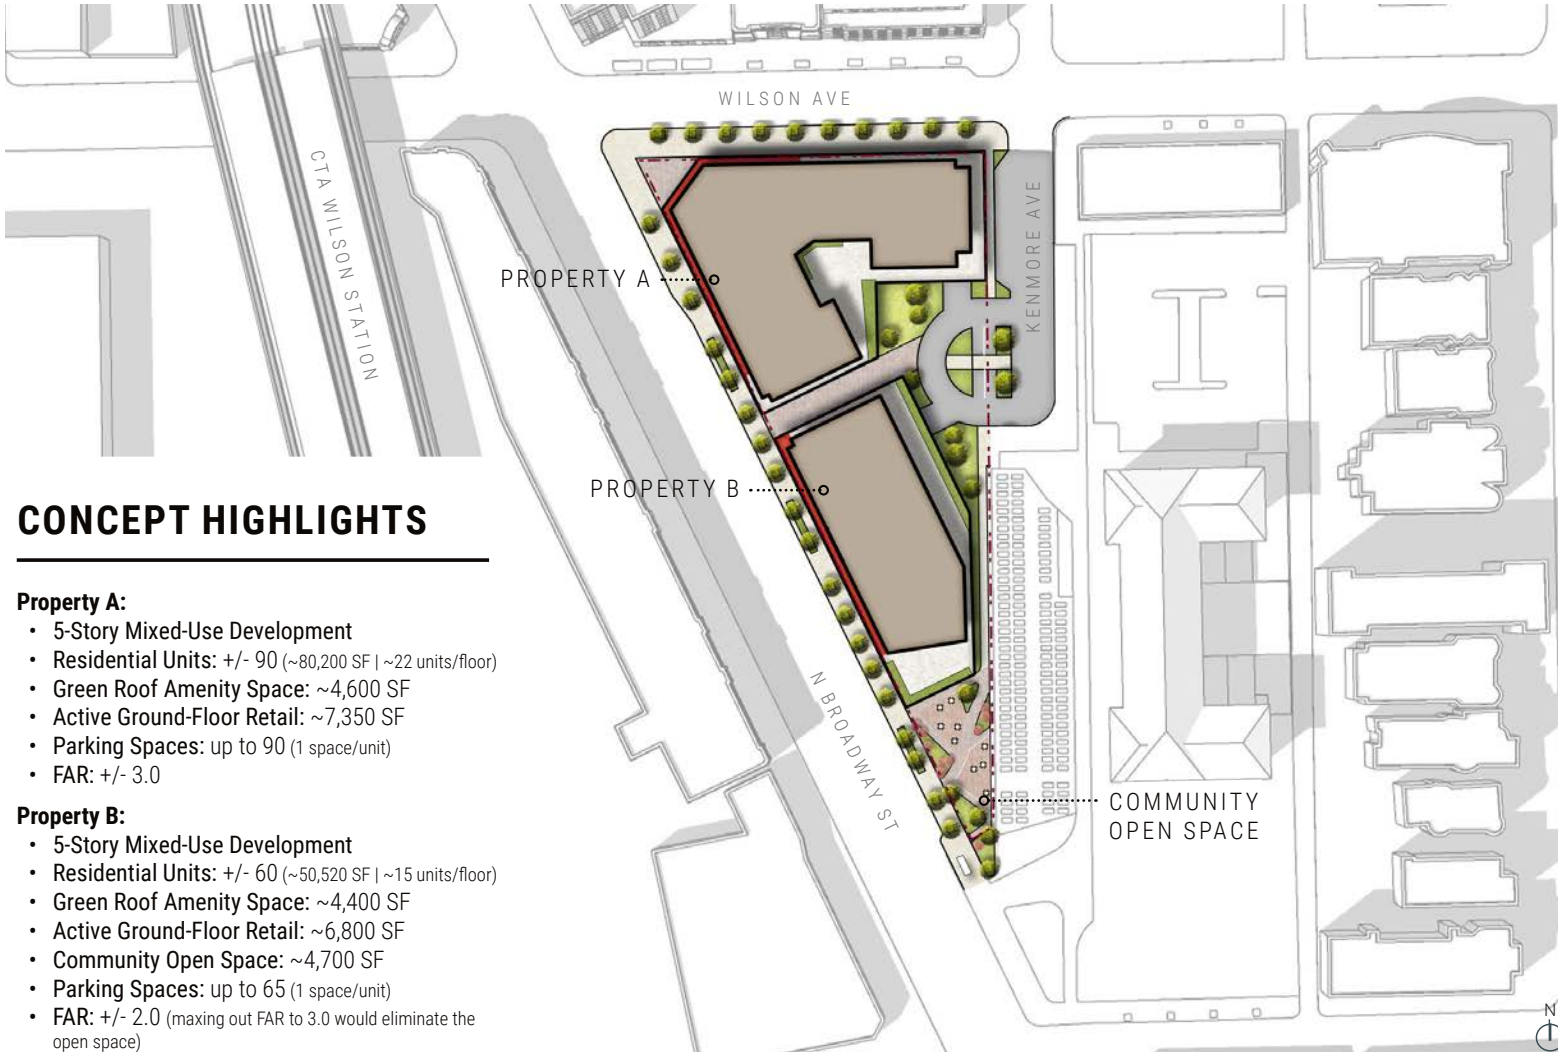 WILSON AVE
CTA WILSON STATION
KENMORE AVE
PROPERTY A
PROPERTY B
N BROADWAY ST
COMMUNITY
OPEN SPACE
CONCEPT HIGHLIGHTS
Property A:
• 5-Story Mixed-Use Development
• Residential Units: +/- 90 (~80,200 SF | ~22 units/floor)
• Green Roof Amenity Space: ~4,600 SF
• Active Ground-Floor Retail: ~7,350 SF
• Parking Spaces: up to 90 (1 space/unit)
• FAR: +/- 3.0
Property B:
• 5-Story Mixed-Use Development
• Residential Units: +/- 60 (~50,520 SF | ~15 units/floor)
• Green Roof Amenity Space: ~4,400 SF
• Active Ground-Floor Retail: ~6,800 SF
• Community Open Space: ~4,700 SF
• Parking Spaces: up to 65 (1 space/unit)
• FAR: +/- 2.0 (maxing out FAR to 3.0 would eliminate the
open space)
N